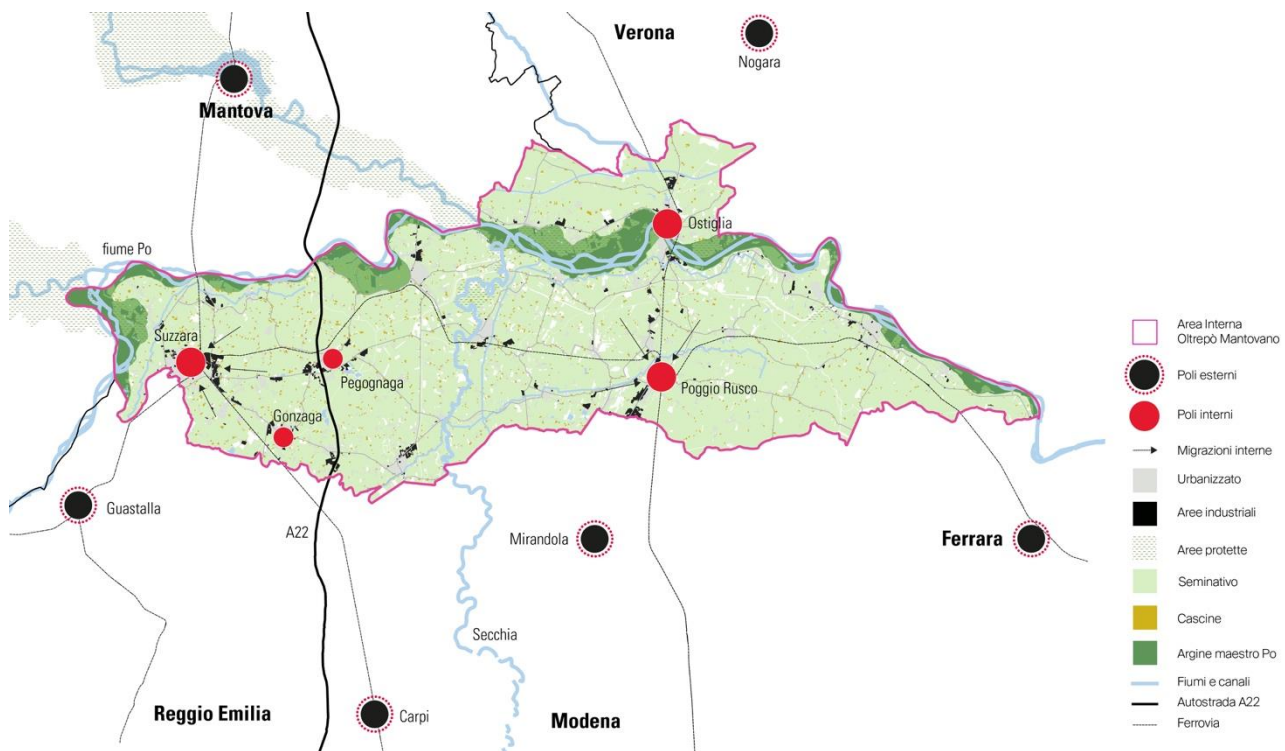 Verona
Nogara
Mantova
Ostiglia
fiume Po
Suzzara
Pegognaga
Poggio Rusco
Gonzaga
Guastalla
A22
Mirandola
Ferrara
Secchia
Reggio Emilia
Carpi
Modena
Area Interna
Oltrepò Mantovano
Poli esterni
Poli interni
Migrazioni interne
Urbanizzato
Aree industriali
Aree protette
Seminativo
Cascine
Argine maestro Po
Fiumi e canali
Autostrada A22
Ferrovia